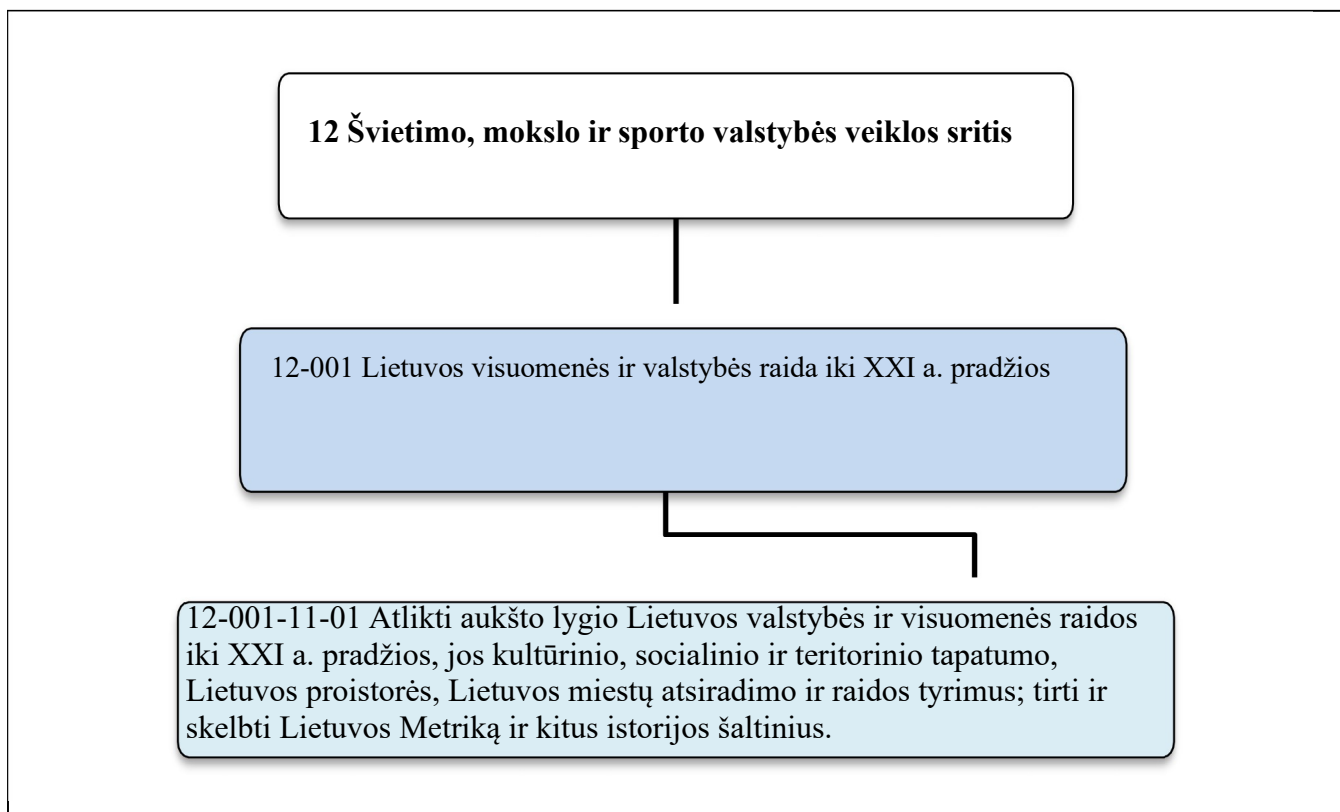 12 Švietimo, mokslo ir sporto valstybės veiklos sritis
12-001 Lietuvos visuomenės ir valstybės raida iki XXI a. pradžios
12-001-11-01 Atlikti aukšto lygio Lietuvos valstybės ir visuomenės raidos
iki XXI a. pradžios, jos kultūrinio, socialinio ir teritorinio tapatumo,
Lietuvos proistorės, Lietuvos miestų atsiradimo ir raidos tyrimus; tirti ir
skelbti Lietuvos Metriką ir kitus istorijos šaltinius.